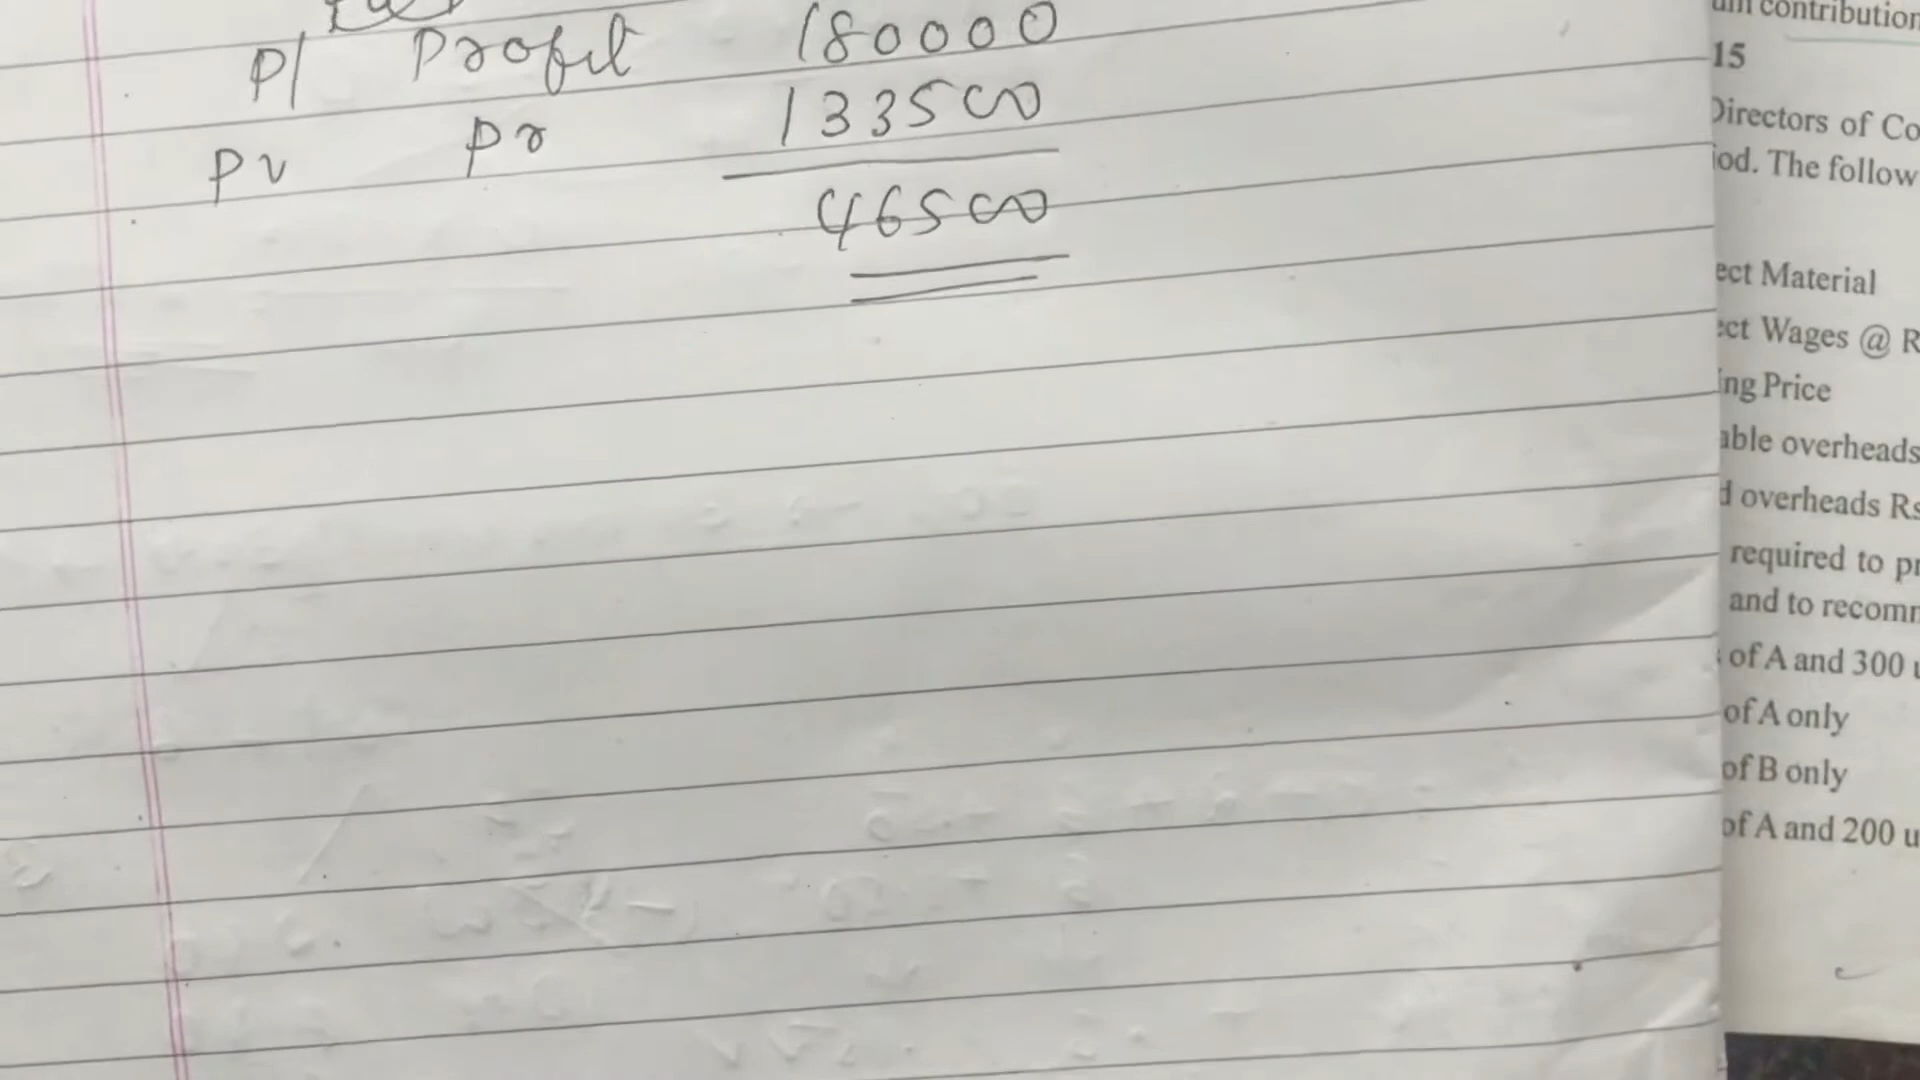 P/ Profit 180000
PV Pr 133500
46500
contribution
15
Directors of Co
iod. The follow
ect Material
ect Wages @ R
ing Price
able overheads
d overheads Rs
required to pr
and to recomm
of A and 300 u
of A only
of B only
of A and 200 u